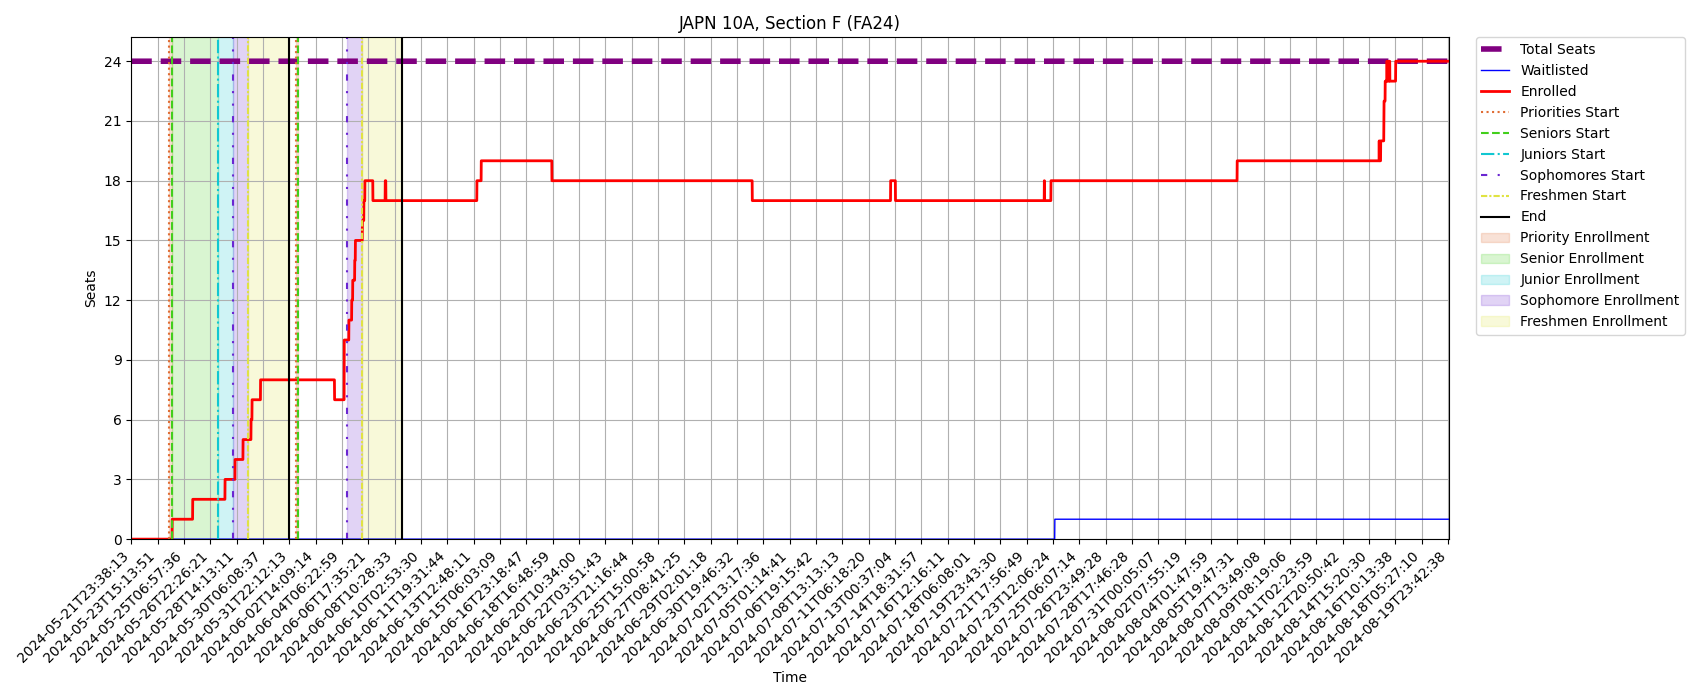 JAPN 10A, Section F (FA24)
Total Seats
Waitlisted
Enrolled
Priorities Start
Seniors Start
Juniors Start
Sophomores Start
Freshmen Start
End
Priority Enrollment
Senior Enrollment
Junior Enrollment
Sophomore Enrollment
Freshmen Enrollment
Seats
24
21
18
15
12
9
6
3
0
2024-05-21T23:38:13
2024-05-23T15:13:51
2024-05-25T06:57:36
2024-05-26T22:26:21
2024-05-28T14:13:11
2024-05-30T06:08:37
2024-05-31T22:12:13
2024-06-02T14:09:14
2024-06-04T06:22:59
2024-06-06T17:35:21
2024-06-08T10:28:33
2024-06-10T02:53:30
2024-06-11T19:31:44
2024-06-13T12:48:11
2024-06-15T06:03:09
2024-06-16T23:18:47
2024-06-18T16:48:59
2024-06-20T10:34:00
2024-06-22T03:51:43
2024-06-23T21:16:44
2024-06-25T15:00:58
2024-06-27T08:41:25
2024-06-29T02:01:18
2024-06-30T19:46:32
2024-07-02T13:17:36
2024-07-05T01:14:41
2024-07-06T19:15:42
2024-07-08T13:13:13
2024-07-11T06:18:20
2024-07-13T00:37:04
2024-07-14T18:31:57
2024-07-16T12:16:11
2024-07-18T06:08:01
2024-07-19T23:43:30
2024-07-21T17:56:49
2024-07-23T12:06:24
2024-07-25T06:07:14
2024-07-26T23:49:28
2024-07-28T17:46:28
2024-07-31T00:05:07
2024-08-02T07:55:19
2024-08-04T01:47:59
2024-08-05T19:47:31
2024-08-07T13:49:08
2024-08-09T08:19:06
2024-08-11T02:23:59
2024-08-12T20:50:42
2024-08-14T15:20:30
2024-08-16T10:13:38
2024-08-18T05:27:10
2024-08-19T23:42:38
Time